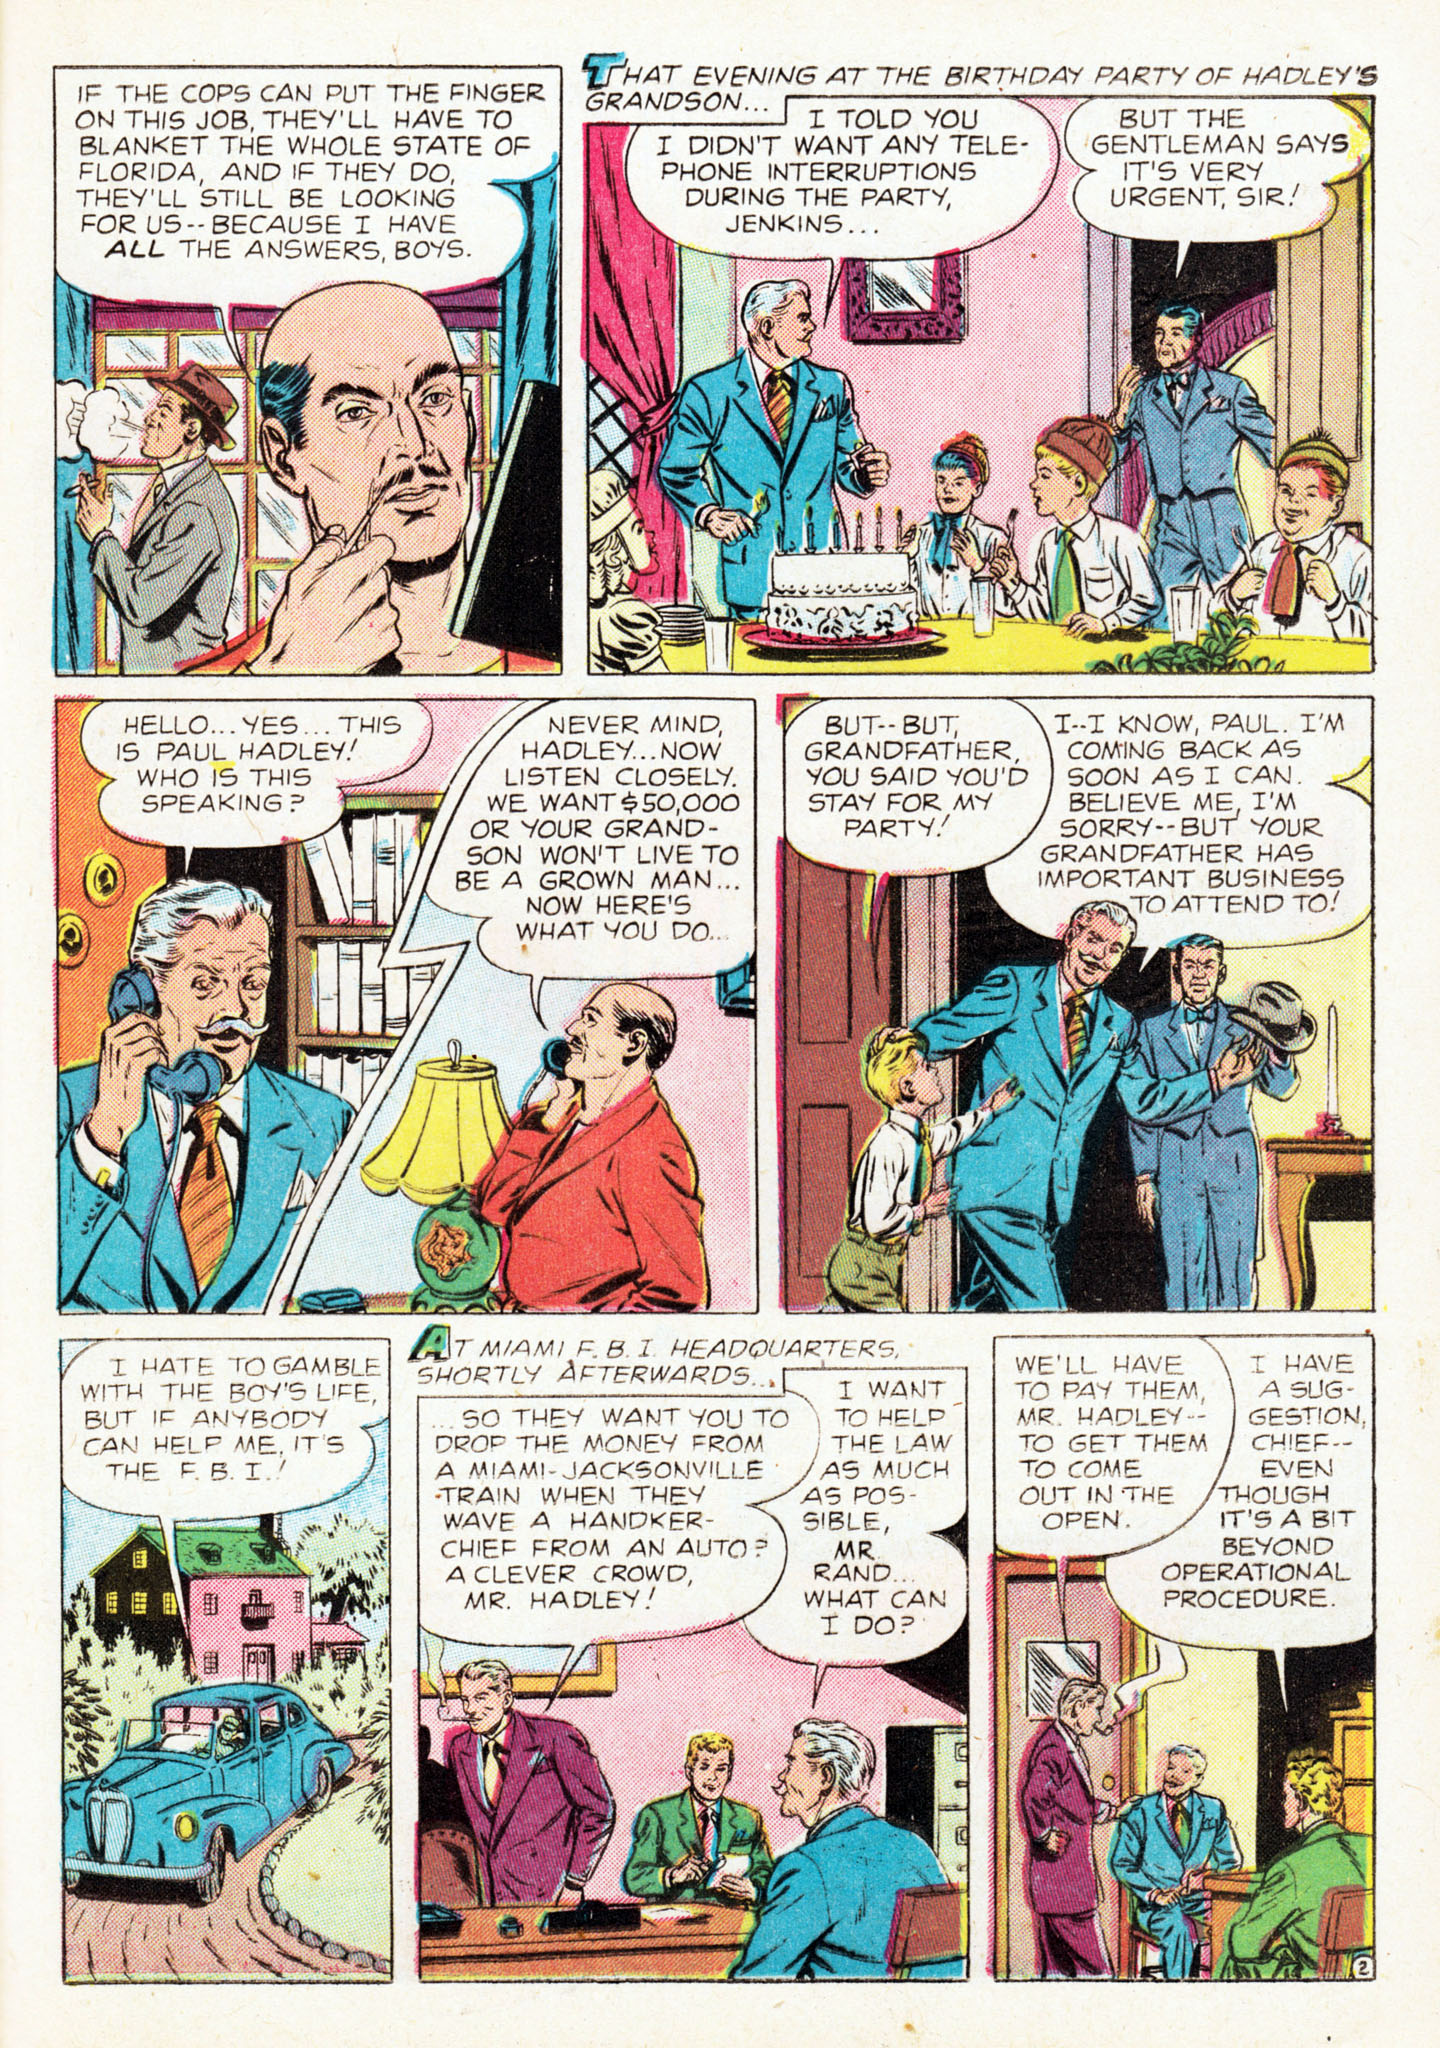 IF THE COPS CAN PUT THE FINGER
ON THIS JOB, THEY'LL HAVE TO
BLANKET THE WHOLE STATE OF
FLORIDA, AND IF THEY DO,
THEY'LL STILL BE LOOKING
FOR US--BECAUSE I HAVE
ALL THE ANSWERS, BOYS.
THAT EVENING AT THE BIRTHDAY PARTY OF HADLEY'S
GRANDSON...
I TOLD YOU
I DIDN'T WANT ANY TELE-
PHONE INTERRUPTIONS
DURING THE PARTY,
JENKINS...
BUT THE
GENTLEMAN SAYS
IT'S VERY
URGENT, SIR!
HELLO...YES...THIS
IS PAUL HADLEY!
WHO IS THIS
SPEAKING?
NEVER MIND,
HADLEY...NOW
LISTEN CLOSELY.
WE WANT $50,000
OR YOUR GRAND-
SON WON'T LIVE TO
BE A GROWN MAN...
NOW HERE'S
WHAT YOU DO...
BUT--BUT,
GRANDFATHER,
YOU SAID YOU'D
STAY FOR MY
PARTY!
I--I KNOW, PAUL. I'M
COMING BACK AS
SOON AS I CAN.
BELIEVE ME, I'M
SORRY--BUT YOUR
GRANDFATHER HAS
IMPORTANT BUSINESS
TO ATTEND TO!
I HATE TO GAMBLE
WITH THE BOY'S LIFE,
BUT IF ANYBODY
CAN HELP ME, IT'S
THE F.B.I.!
AT MIAMI F.B.I. HEADQUARTERS,
SHORTLY AFTERWARDS...
...SO THEY WANT YOU TO
DROP THE MONEY FROM
A MIAMI-JACKSONVILLE
TRAIN WHEN THEY
WAVE A HANDKER-
CHIEF FROM AN AUTO?
A CLEVER CROWD,
MR. HADLEY!
I WANT
TO HELP
THE LAW
AS MUCH
AS POS-
SIBLE,
MR.
RAND...
WHAT CAN
I DO?
WE'LL HAVE
TO PAY THEM,
MR. HADLEY--
TO GET THEM
TO COME
OUT IN THE
OPEN.
I HAVE
A SUG-
GESTION,
CHIEF--
EVEN
THOUGH
IT'S A BIT
BEYOND
OPERATIONAL
PROCEDURE.
2